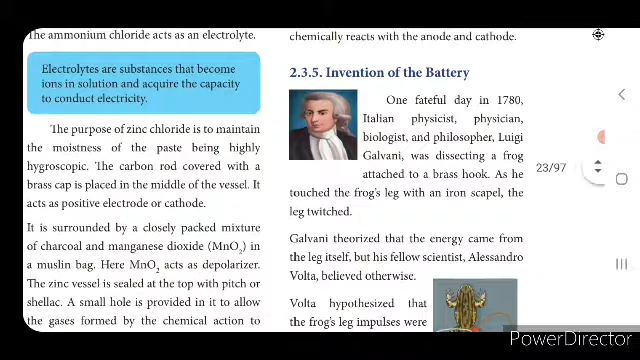 The ammonium chloride acts as an electrolyte.
Electrolytes are substances that become
ions in solution and acquire the capacity
to conduct electricity.
The purpose of zinc chloride is to maintain
the moistness of the paste being highly
hygroscopic. The carbon rod covered with a
brass cap is placed in the middle of the vessel. It
acts as positive electrode or cathode.
It is surrounded by a closely packed mixture
of charcoal and manganese dioxide (MnO2) in
a muslin bag. Here MnO2 acts as depolarizer.
The zinc vessel is sealed at the top with pitch or
shellac. A small hole is provided in it to allow
the gases formed by the chemical action to
chemically reacts with the anode and cathode.
2.3.5. Invention of the Battery
One fateful day in 1780,
Italian physicist, physician,
biologist, and philosopher, Luigi
Galvani, was dissecting a frog
attached to a brass hook. As he
touched the frog's leg with an iron scapel, the
leg twitched.
Galvani theorized that the energy came from
the leg itself, but his fellow scientist, Alessandro
Volta, believed otherwise.
Volta hypothesized that
the frog's leg impulses were
23/97
PowerDirector